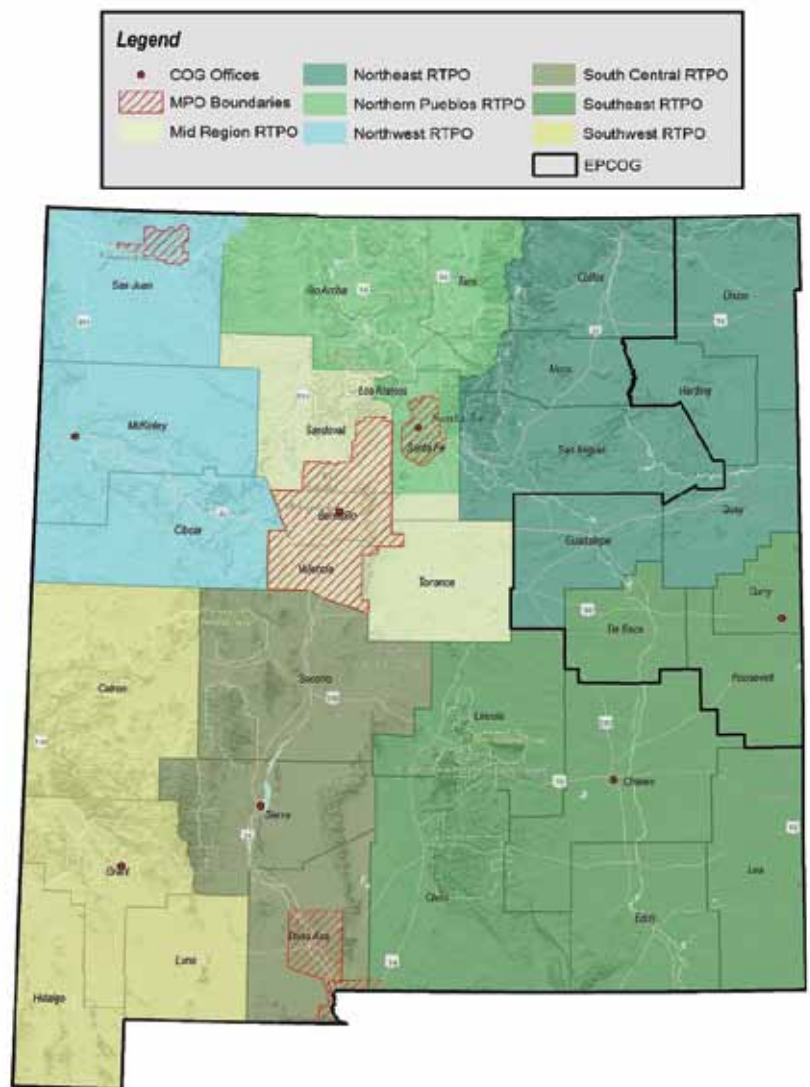 Legend
COG Offices
MPO Boundaries
Mid Region RTPO
Northeast RTPO
Northern Pueblos RTPO
Northwest RTPO
South Central RTPO
Southeast RTPO
Southwest RTPO
EPCOG
San Juan
Rio Arriba
Taos
Colfax
Union
Mora
Harding
Los Alamos
McKinley
Sandoval
Santa Fe
Santa Fe
San Miguel
Cibola
Bernalillo
Guadalupe
Quay
Valencia
Torrance
Curry
De Baca
Roosevelt
Catron
Socorro
Lincoln
Sierra
Chaves
Grant
Lea
Otero
Eddy
Dona Ana
Luna
Hidalgo